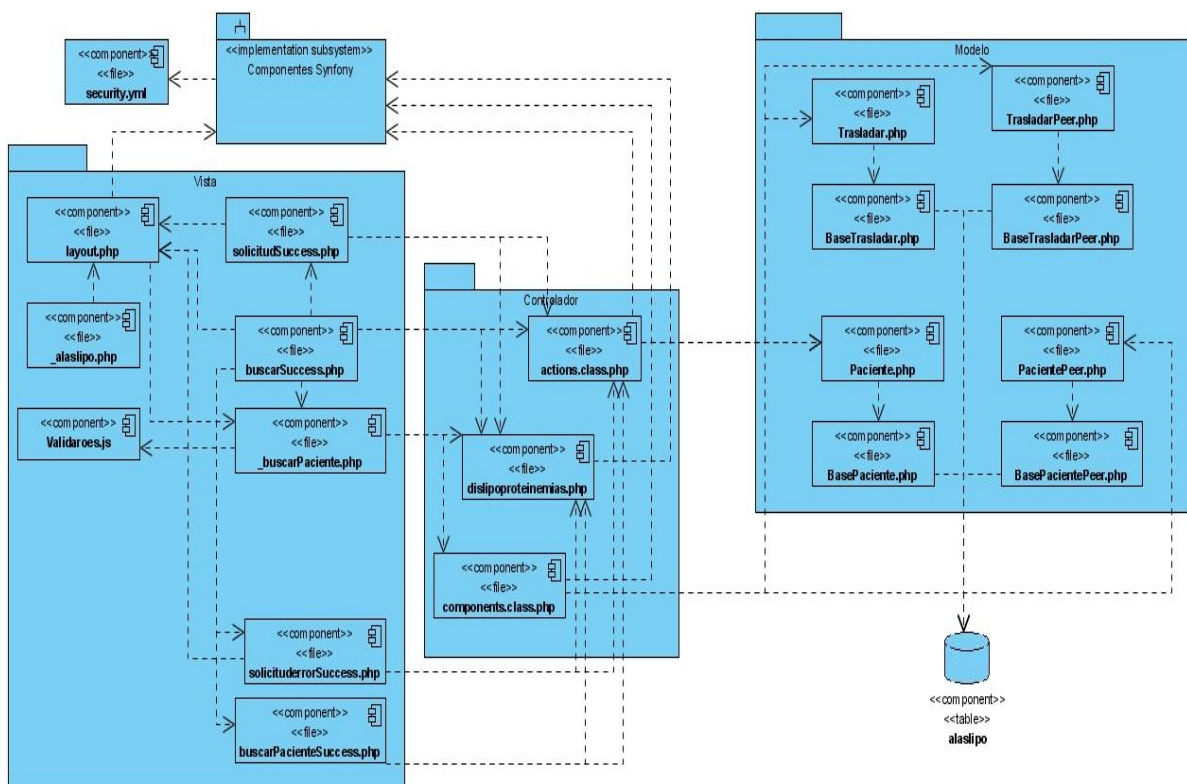 <<component>>
<<file>>
security.yml
<<implementation subsystem>>
Componentes Synfony
Vista
<<component>>
<<file>>
layout.php
<<component>>
<<file>>
solicitudSuccess.php
<<component>>
<<file>>
_alaslipo.php
<<component>>
<<file>>
buscarSuccess.php
<<component>>
Validaroes.js
<<component>>
<<file>>
_buscarPaciente.php
<<component>>
<<file>>
solicituderrorSuccess.php
<<component>>
<<file>>
buscarPacienteSuccess.php
Controlador
<<component>>
<<file>>
actions.class.php
<<component>>
<<file>>
dislipoproteinemias.php
<<component>>
<<file>>
components.class.php
Modelo
<<component>>
<<file>>
Trasladar.php
<<component>>
<<file>>
TrasladarPeer.php
<<component>>
<<file>>
BaseTrasladar.php
<<component>>
<<file>>
BaseTrasladarPeer.php
<<component>>
<<file>>
Paciente.php
<<component>>
<<file>>
PacientePeer.php
<<component>>
<<file>>
BasePaciente.php
<<component>>
<<file>>
BasePacientePeer.php
<<component>>
<<table>>
alaslipo